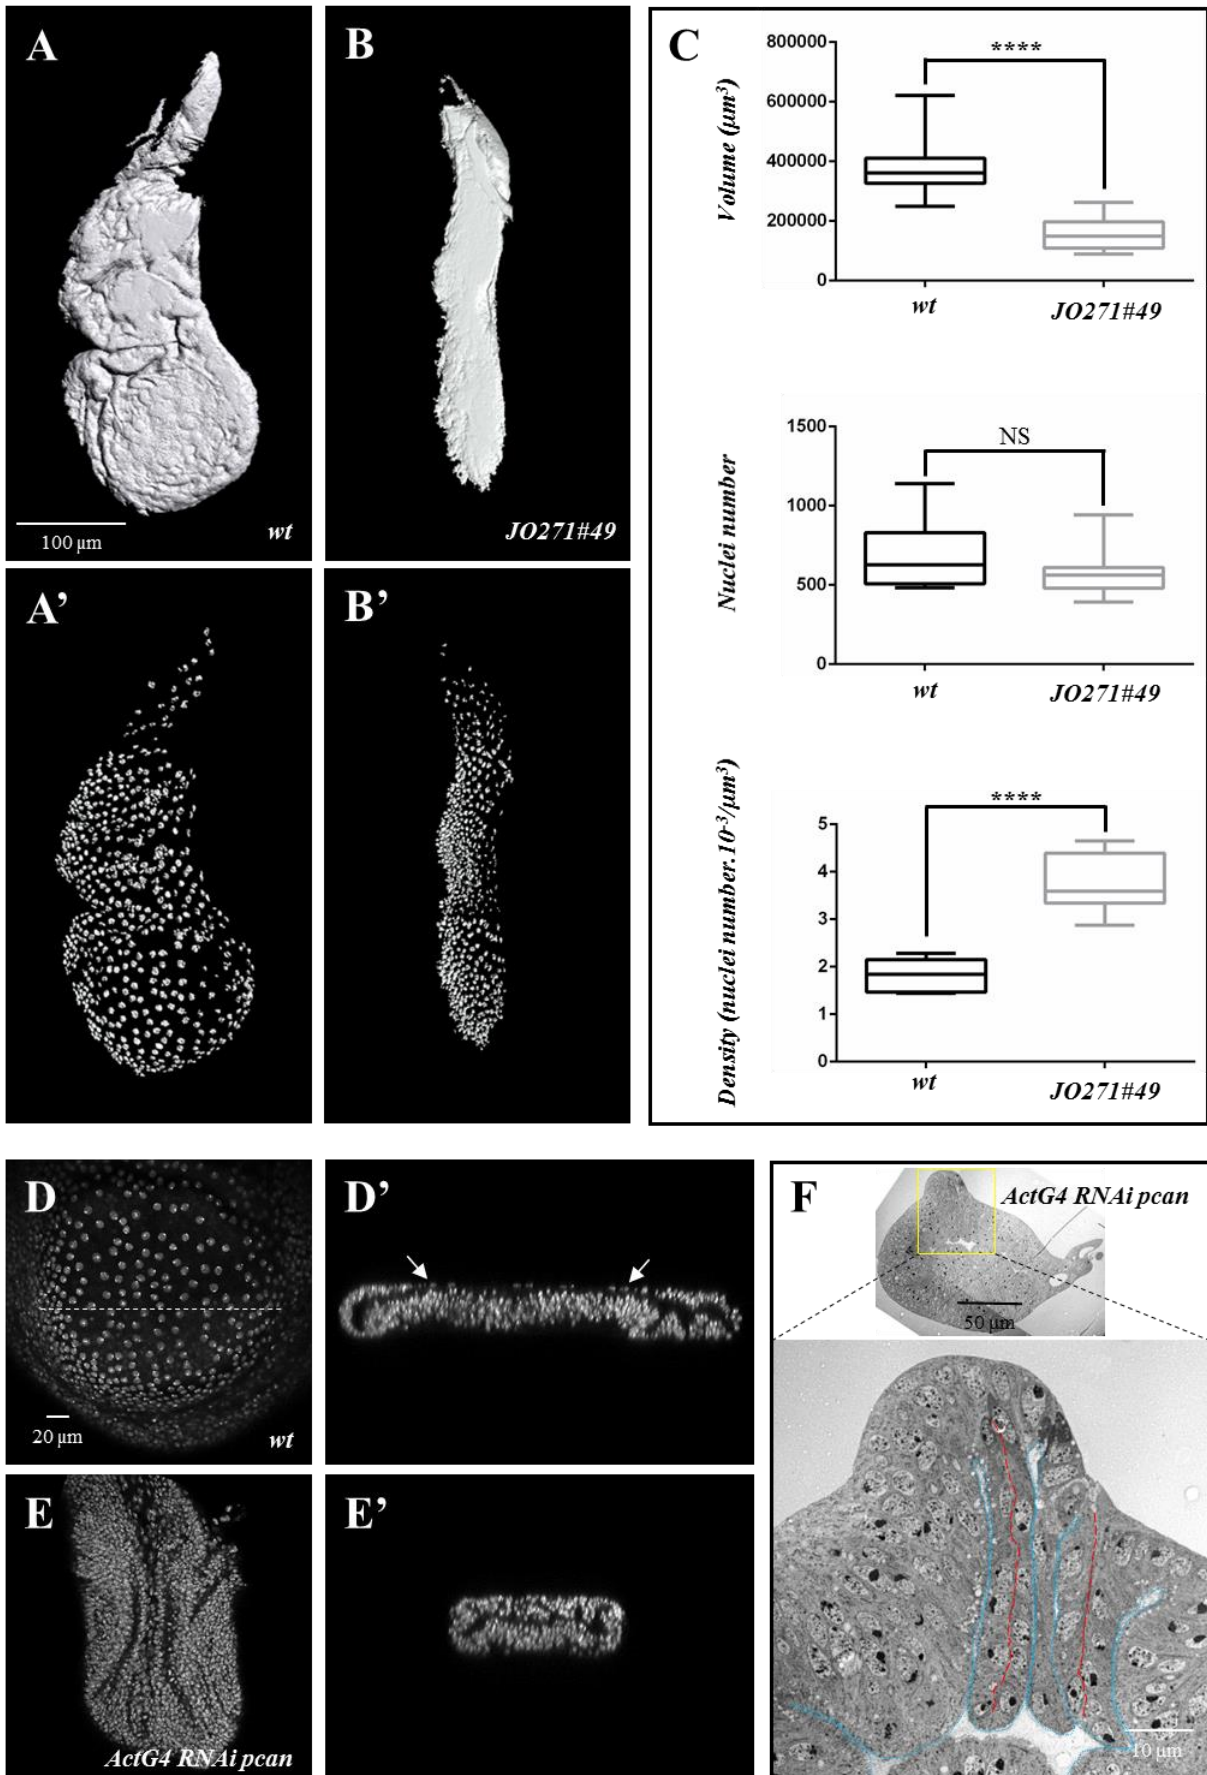 A
wt
100 µm
B
JO271#49
A’
B’
C
Volume (µm³)
800000
600000
400000
200000
0
****
wt
JO271#49
Nuclei number
1500
1000
500
0
NS
wt
JO271#49
Density (nuclei number.10⁻³/µm³)
5
4
3
2
1
0
****
wt
JO271#49
D
20 µm
wt
D’
E
ActG4 RNAi pcan
E’
F
ActG4 RNAi pcan
50 µm
10 µm